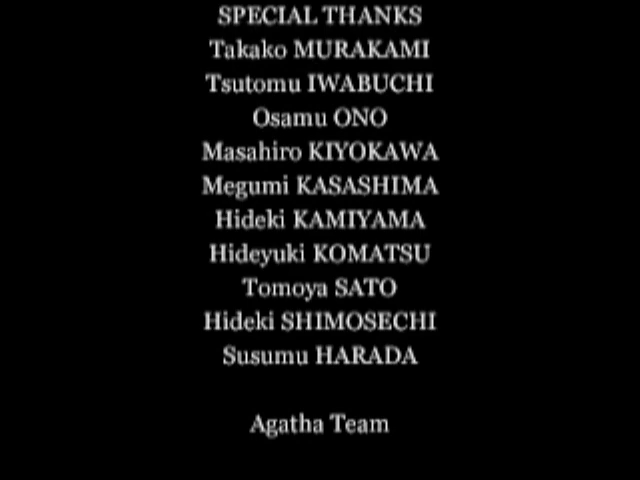 SPECIAL THANKS
Takako MURAKAMI
Tsutomu IWABUCHI
Osamu ONO
Masahiro KIYOKAWA
Megumi KASASHIMA
Hideki KAMIYAMA
Hideyuki KOMATSU
Tomoya SATO
Hideki SHIMOSECHI
Susumu HARADA
Agatha Team